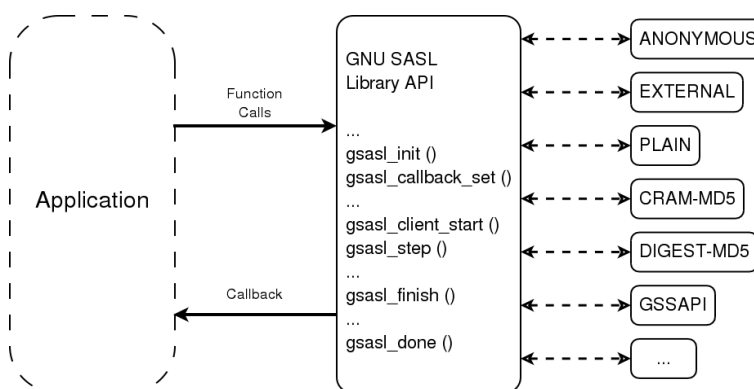 Application
Function
Calls
Callback
GNU SASL
Library API
...
gsasl_init ()
gsasl_callback_set ()
...
gsasl_client_start ()
gsasl_step ()
...
gsasl_finish ()
...
gsasl_done ()
ANONYMOUS
EXTERNAL
PLAIN
CRAM-MD5
DIGEST-MD5
GSSAPI
...